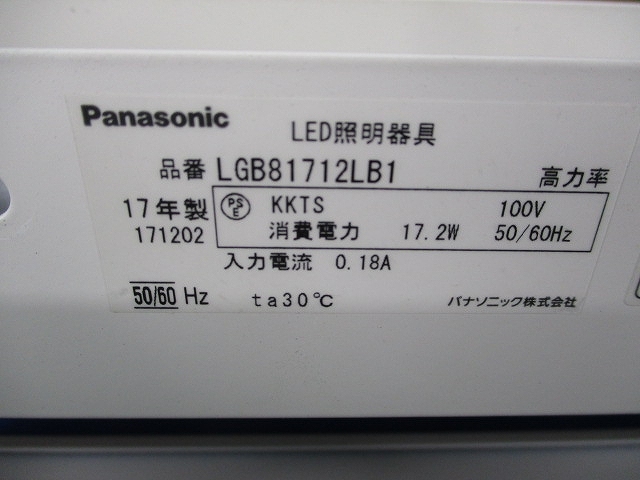 Panasonic LED照明器具
品番 LGB81712LB1 高力率
17年製 PSE KKTS 100V
171202 消費電力 17.2W 50/60Hz
入力電流 0.18A
50/60 Hz ta30℃ パナソニック株式会社